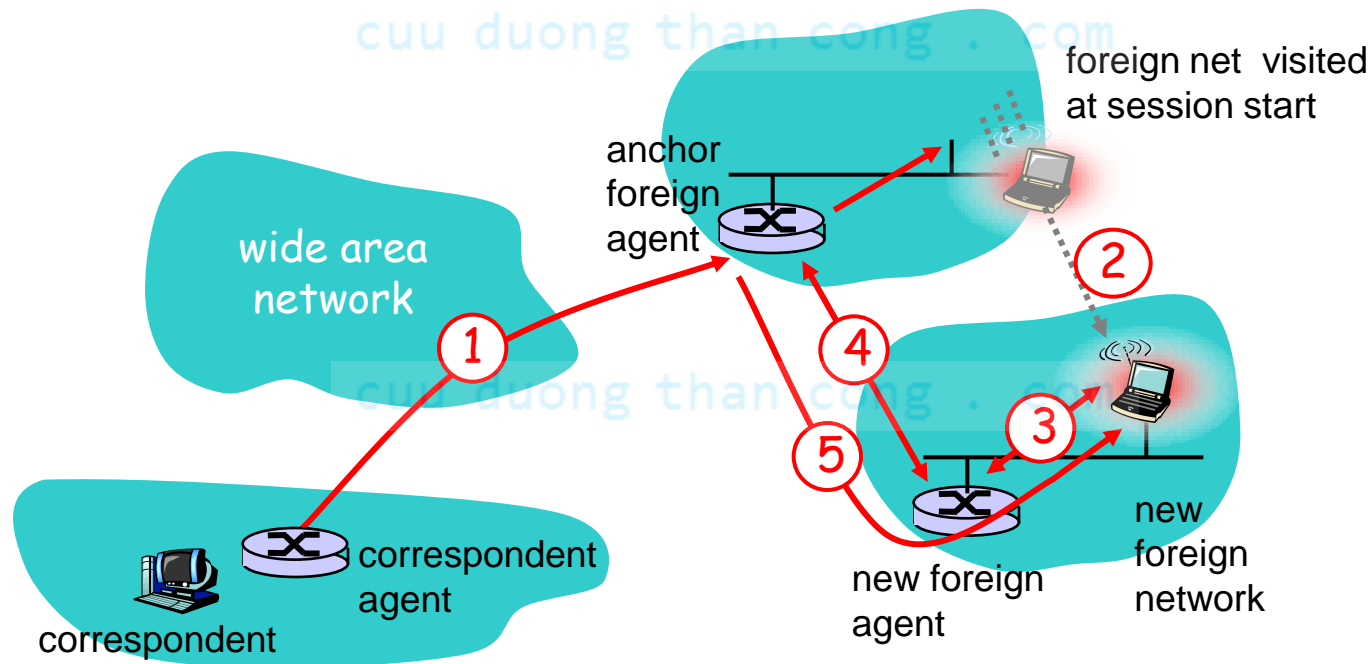 cuu duong than cong . com
foreign net visited
at session start
anchor
foreign
agent
wide area
network
2
1
4
cuu duong than cong . com
3
5
correspondent
agent
correspondent
new foreign
agent
new
foreign
network